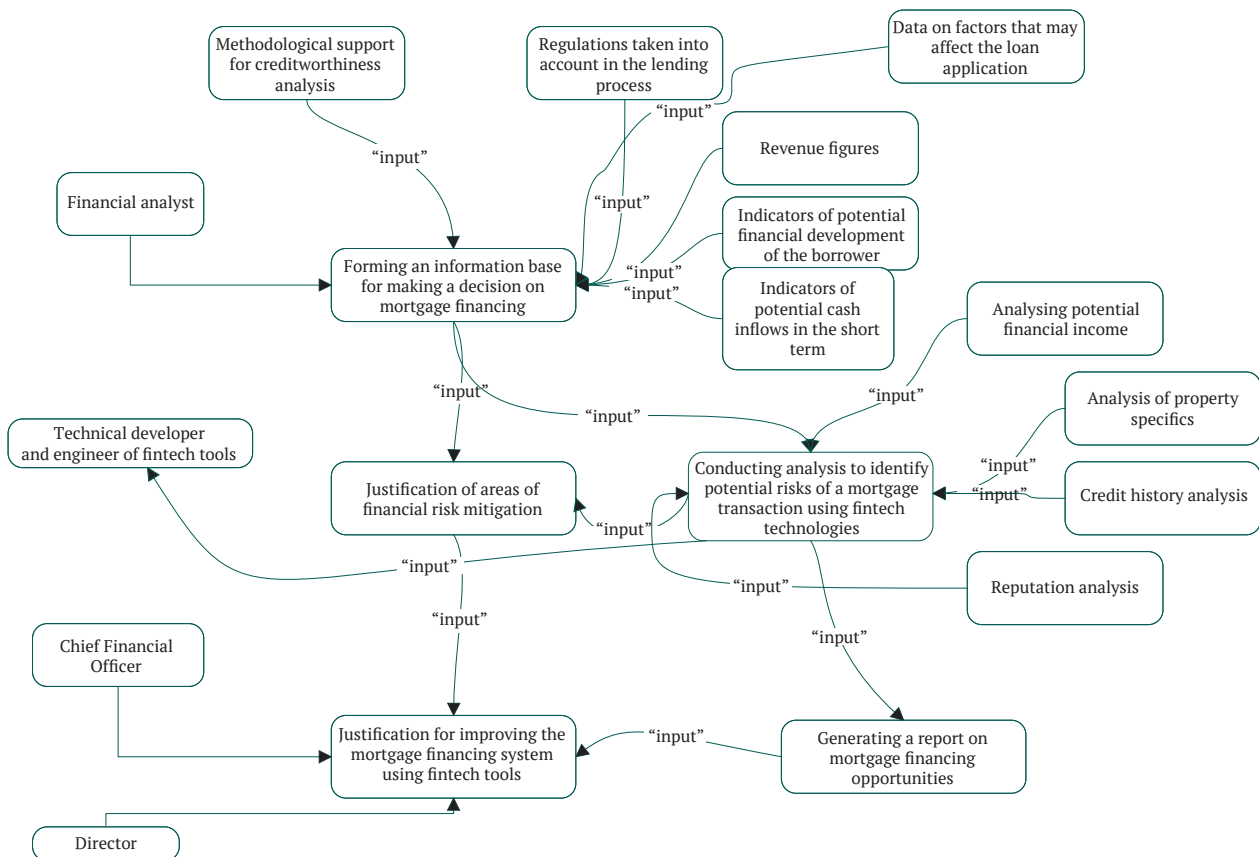 Methodological support
for creditworthiness
analysis
Regulations taken into
account in the lending
process
Data on factors that may
affect the loan
application
“input”
“input”
Revenue figures
Financial analyst
“input”
Indicators of potential
financial development
of the borrower
Forming an information base
for making a decision on
mortgage financing
“input”
“input”
Indicators of
potential cash
inflows in the short
term
Analysing potential
financial income
“input”
“input”
“input”
Analysis of property
specifics
Technical developer
and engineer of fintech tools
Conducting analysis to identify
potential risks of a mortgage
transaction using fintech
technologies
“input”
Justification of areas of
financial risk mitigation
“input”
Credit history analysis
“input”
“input”
“input”
Reputation analysis
“input”
“input”
Chief Financial
Officer
Justification for improving the
mortgage financing system
using fintech tools
“input”
Generating a report on
mortgage financing
opportunities
Director